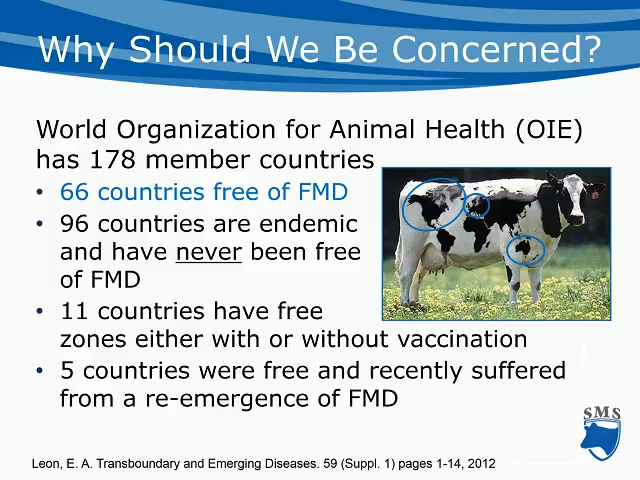 Why Should We Be Concerned?
World Organization for Animal Health (OIE)
has 178 member countries
• 66 countries free of FMD
• 96 countries are endemic
and have never been free
of FMD
• 11 countries have free
zones either with or without vaccination
• 5 countries were free and recently suffered
from a re-emergence of FMD
SMS
Leon, E. A. Transboundary and Emerging Diseases. 59 (Suppl. 1) pages 1-14, 2012